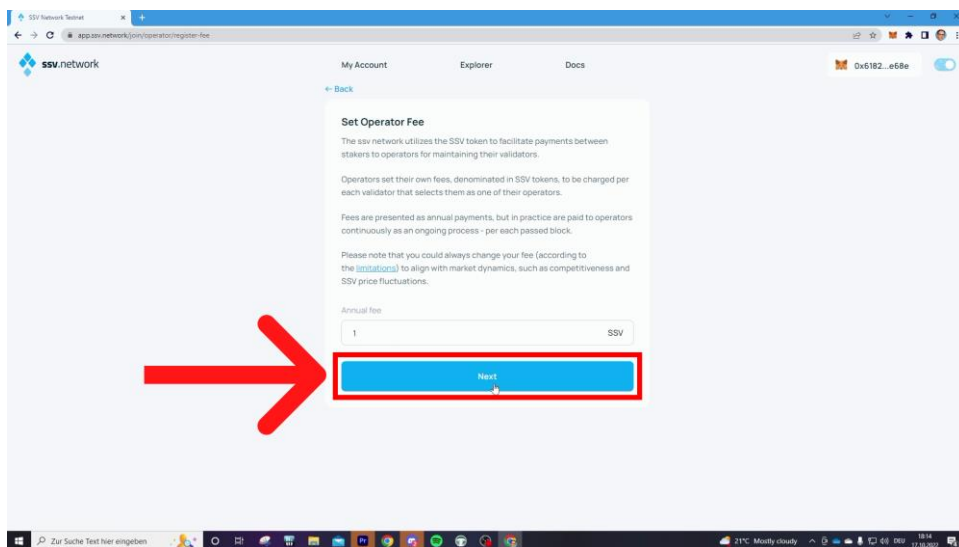 SSV Network Testnet
app.ssv.network/join/operator/register-fee
ssv.network
My Account
Explorer
Docs
0x6182...e68e
← Back
Set Operator Fee
The ssv network utilizes the SSV token to facilitate payments between
stakers to operators for maintaining their validators.
Operators set their own fees, denominated in SSV tokens, to be charged per
each validator that selects them as one of their operators.
Fees are presented as annual payments, but in practice are paid to operators
continuously as an ongoing process - per each passed block.
Please note that you could always change your fee (according to
the limitations) to align with market dynamics, such as competitiveness and
SSV price fluctuations.
Annual fee
1
SSV
Next
Zur Suche Text hier eingeben
21°C Mostly cloudy
DEU
18:14
17.10.2022